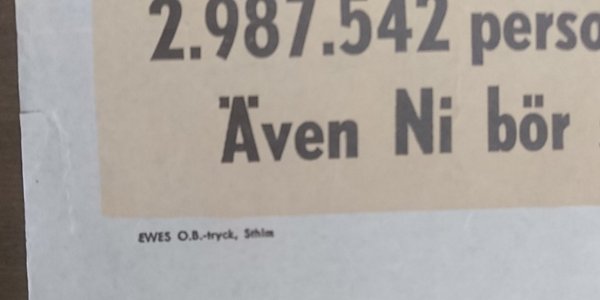 2.987.542 perso
Även Ni bör
EWES O.B.-tryck, Sthlm